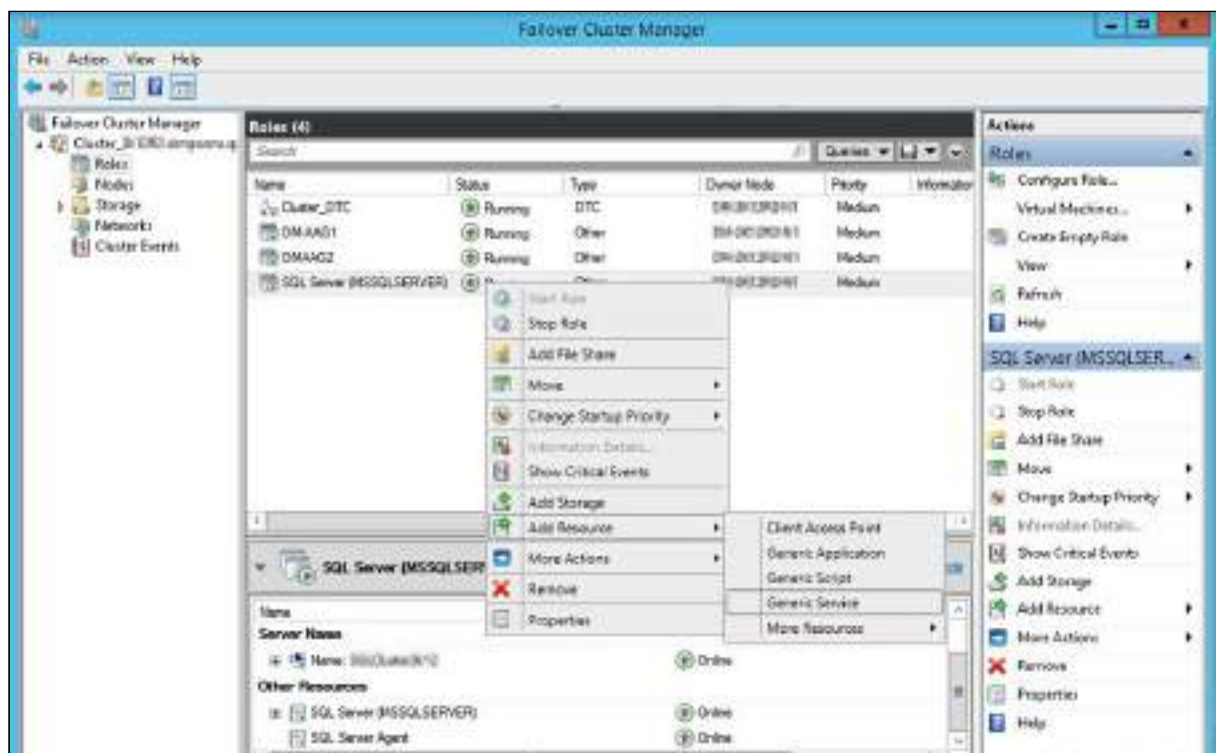 Failover Cluster Manager
File Action View Help
Failover Cluster Manager
Roles
Nodes
Storage
Networks
Cluster Events
Roles (4)
Search
Queries
Name Status Type Owner Node Priority Information
Cluster_DTC Running DTC Medium
DM-AAG1 Running Other Medium
DMAAG2 Running Other Medium
SQL Server (MSSQLSERVER) Medium
Start Role
Stop Role
Add File Share
Move
Change Startup Priority
Information Details...
Show Critical Events
Add Storage
Add Resource
More Actions
Remove
Properties
Client Access Point
Generic Application
Generic Script
Generic Service
More Resources
SQL Server (MSSQLSER
Name
Server Name
Name:
Online
Other Resources
SQL Server (MSSQLSERVER) Online
SQL Server Agent Online
Actions
Roles
Configure Role...
Virtual Machines...
Create Empty Role
View
Refresh
Help
SQL Server (MSSQLSER...
Start Role
Stop Role
Add File Share
Move
Change Startup Priority
Information Details...
Show Critical Events
Add Storage
Add Resource
More Actions
Remove
Properties
Help